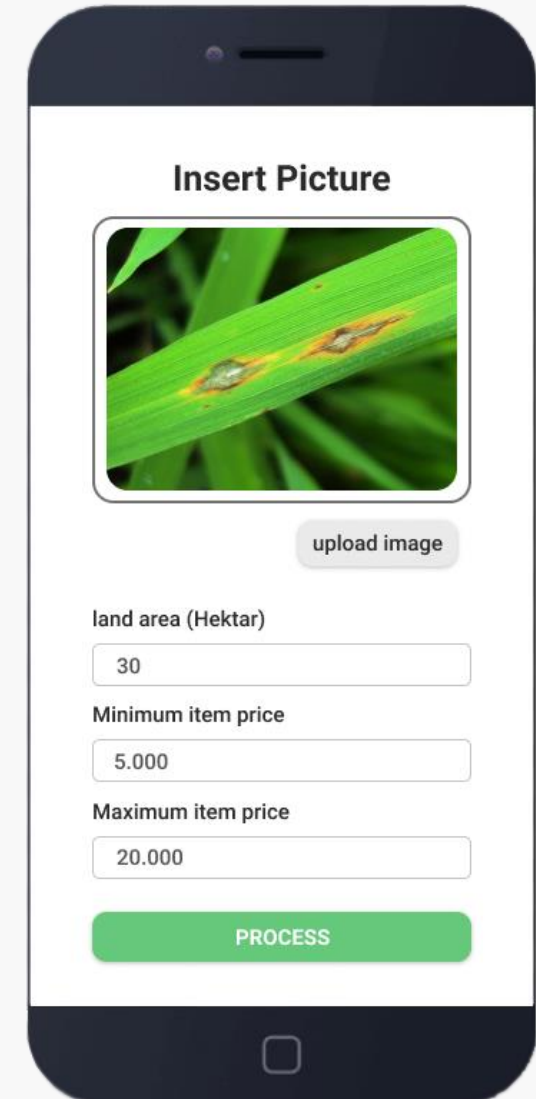 Insert Picture
upload image
land area (Hektar)
30
Minimum item price
5.000
Maximum item price
20.000
PROCESS